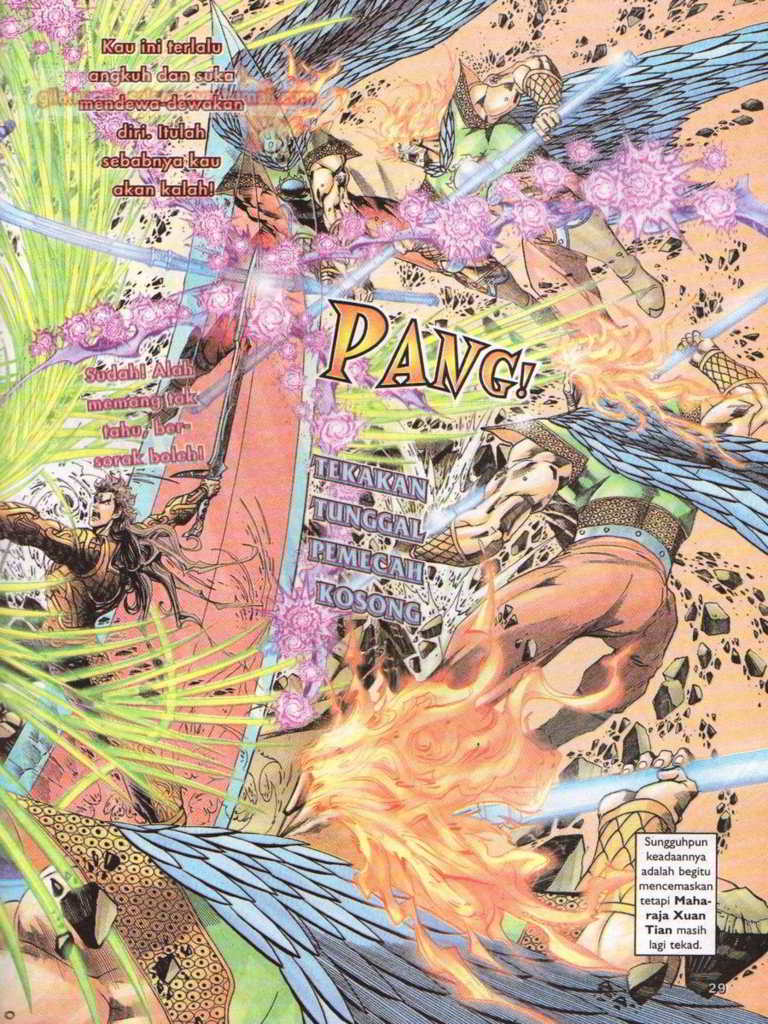 Kau ini terlalu
angkuh dan suka
mendewa-dewakan
diri. Itulah
sebabnya kau
akan kalah!
PANG!
Sudah! Alah
memang tak
tahu, ber-
sorak boleh!
TEKAKAN
TUNGGAL
PEMECAH
KOSONG
Sungguhpun
keadaannya
adalah begitu
mencemaskan
tetapi Maha-
raja Xuan
Tian masih
lagi tekad.
29